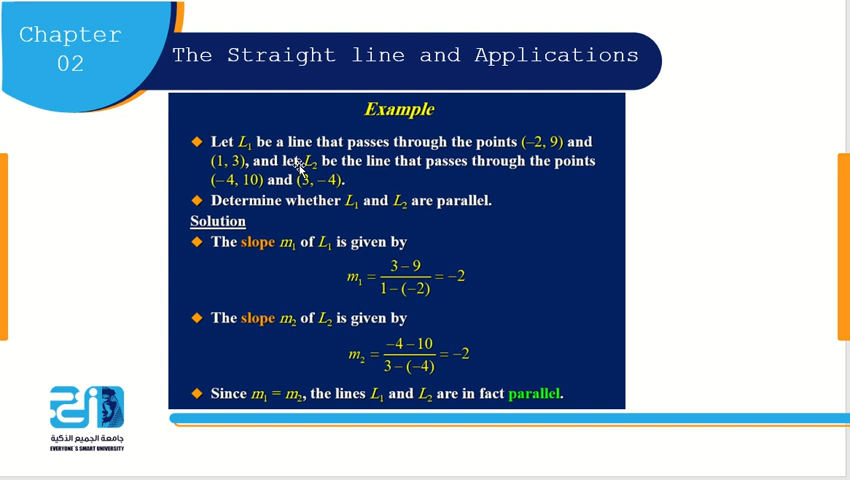 Chapter
02
The Straight line and Applications
Example
❖ Let L₁ be a line that passes through the points (–2, 9) and
(1, 3), and let L₂ be the line that passes through the points
(– 4, 10) and (3, – 4).
❖ Determine whether L₁ and L₂ are parallel.
Solution
❖ The slope m₁ of L₁ is given by
m₁ = (3 – 9) / (1 – (–2)) = –2
❖ The slope m₂ of L₂ is given by
m₂ = (–4 – 10) / (3 – (–4)) = –2
❖ Since m₁ = m₂, the lines L₁ and L₂ are in fact parallel.
جامعة الجميع الذكية
EVERYONE`S SMART UNIVERSITY